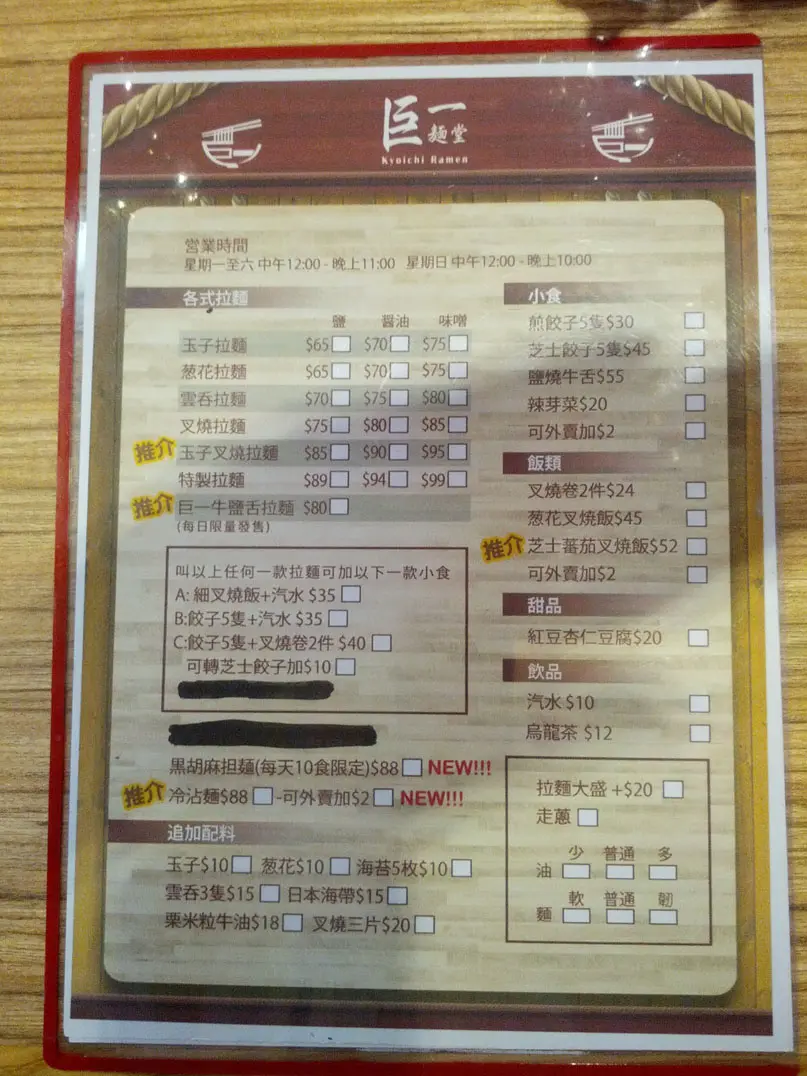 巨一
麺堂
Kyoichi Ramen
営業時間
星期一至六 中午12:00 - 晚上11:00 星期日 中午12:00 - 晚上10:00
各式拉麵
鹽 醤油 味噌
玉子拉麵 $65 $70 $75
葱花拉麵 $65 $70 $75
雲呑拉麵 $70 $75 $80
叉燒拉麵 $75 $80 $85
推介 玉子叉燒拉麵 $85 $90 $95
特製拉麵 $89 $94 $99
推介 巨一牛鹽舌拉麵 $80
(每日限量發售)
叫以上任何一款拉麵可加以下一款小食
A: 細叉燒飯+汽水 $35
B:餃子5隻+汽水 $35
C:餃子5隻+叉燒卷2件 $40
可轉芝士餃子加$10
黒胡麻担麵(每天10食限定)$88 NEW!!!
推介 冷沾麵$88 -可外賣加$2 NEW!!!
追加配料
玉子$10 葱花$10 海苔5枚$10
雲呑3隻$15 日本海帶$15
栗米粒牛油$18 叉燒三片$20
小食
煎餃子5隻$30
芝士餃子5隻$45
鹽燒牛舌$55
辣芽菜$20
可外賣加$2
飯類
叉燒卷2件$24
葱花叉燒飯$45
推介 芝士蕃茄叉燒飯$52
可外賣加$2
甜品
紅豆杏仁豆腐$20
飲品
汽水 $10
烏龍茶 $12
拉麵大盛 +$20
走蔥
少 普通 多
油
軟 普通 韌
麵